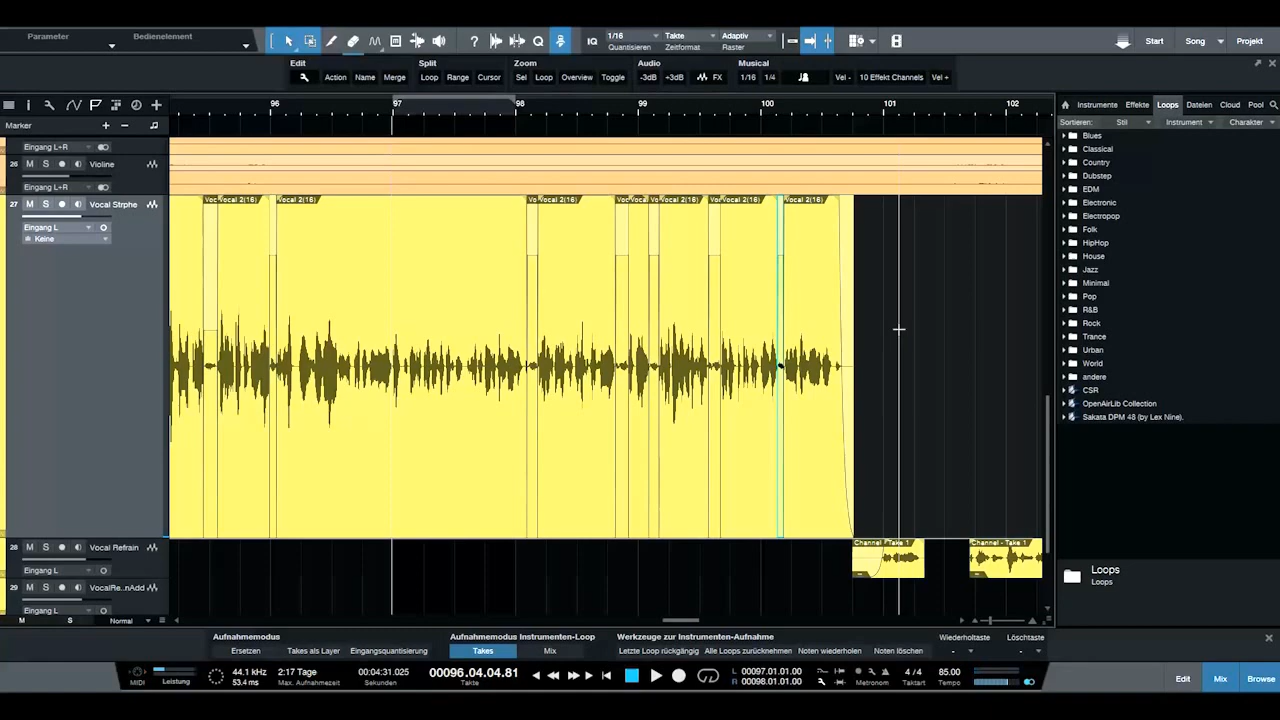 Parameter Bedienelement
? Q IQ 1/16 Takte Adaptiv
Quantisieren Zeitformat Raster
Start Song Projekt
Edit Split Zoom Audio Musical
Action Name Merge Loop Range Cursor Sel Loop Overview Toggle -3dB +3dB FX 1/16 1/4 Vel - 10 Effekt Channels Vel +
96 97 98 99 100 101 102
Instrumente Effekte Loops Dateien Cloud Pool
Marker + −
Sortieren: Stil Instrument Charakter
Eingang L+R
26 M S Violine
Eingang L+R
27 M S Vocal Strphe
Eingang L
Keine
Voc Vocal 2(16) Vocal 2(16) Vo Vocal 2(16) Voca Voca Vocal 2(16) Vo Vocal 2(16) Vocal 2(16)
Blues
Classical
Country
Dubstep
EDM
Electronic
Electropop
Folk
HipHop
House
Jazz
Minimal
Pop
R&B
Rock
Trance
Urban
World
andere
CSR
OpenAirLib Collection
Sakata DPM 48 (by Lex Nine).
28 M S Vocal Refrain
Eingang L
Channel - Take 1 Channel - Take 1
29 M S VocalRe..nAdd
Eingang L
M S Normal
Loops
Loops
Aufnahmemodus Aufnahmemodus Instrumenten-Loop Werkzeuge zur Instrumenten-Aufnahme Wiederholtaste Löschtaste
Ersetzen Takes als Layer Eingangsquantisierung Takes Mix Letzte Loop rückgängig Alle Loops zurücknehmen Noten wiederholen Noten löschen - -
MIDI Leistung
44.1 kHz
53.4 ms
2:17 Tage
Max. Aufnahmezeit
00:04:31.025
Sekunden
00096.04.04.81
Takte
L 00097.01.01.00
R 00098.01.01.00
Metronom
4 / 4
Taktart
85.00
Tempo
Edit Mix Browse